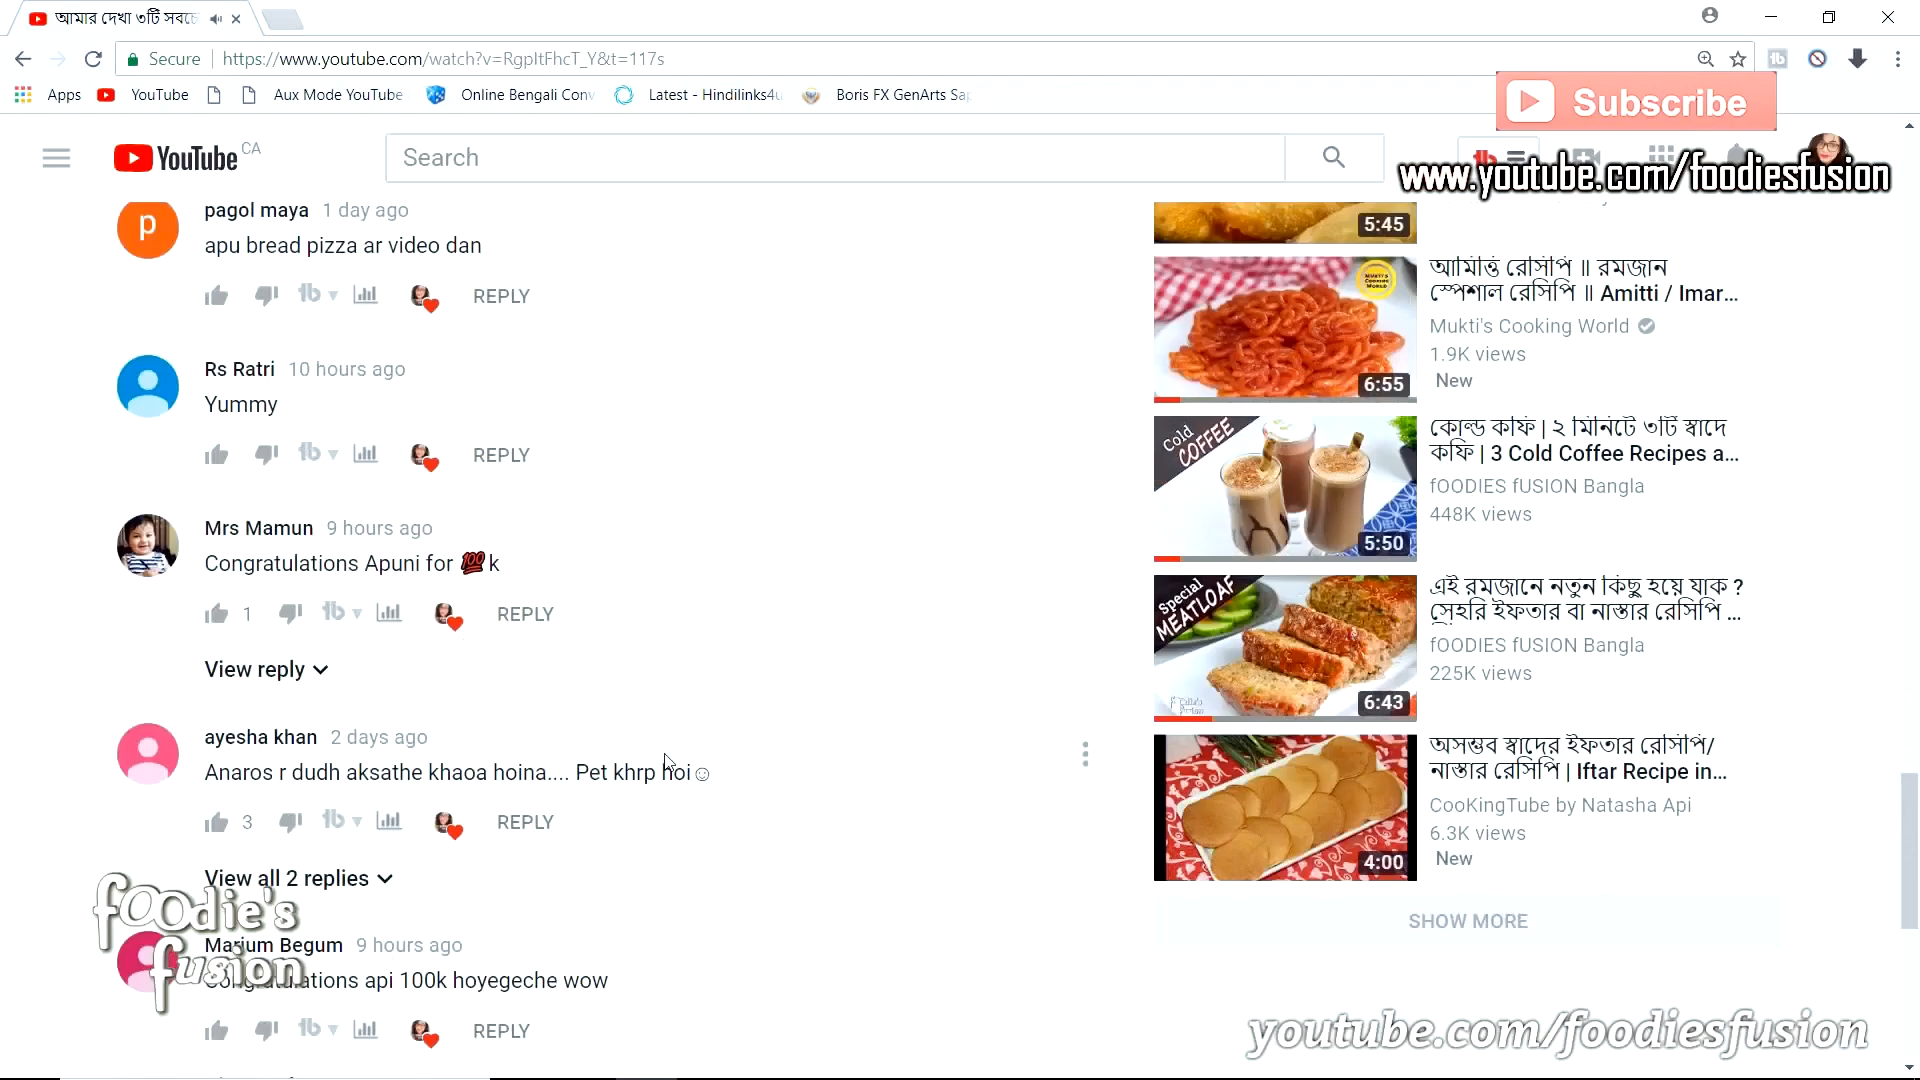 আমার দেখা ৩টি সবচে
Secure
https://www.youtube.com/watch?v=RgpItFhcT_Y&t=117s
Apps
YouTube
Aux Mode YouTube
Online Bengali Conv
Latest - Hindilinks4u
Boris FX GenArts Sap
Subscribe
YouTube CA
Search
www.youtube.com/foodiesfusion
pagol maya 1 day ago
apu bread pizza ar video dan
REPLY
Rs Ratri 10 hours ago
Yummy
REPLY
Mrs Mamun 9 hours ago
Congratulations Apuni for 💯k
1 REPLY
View reply
ayesha khan 2 days ago
Anaros r dudh aksathe khaoa hoina.... Pet khrp hoi☺
3 REPLY
View all 2 replies
Marium Begum 9 hours ago
Congratulations api 100k hoyegeche wow
REPLY
foodie's
fusion
5:45
MUKTI'S COOKING WORLD
6:55
আমিত্তি রেসিপি ॥ রমজান
স্পেশাল রেসিপি ॥ Amitti / Imar...
Mukti's Cooking World
1.9K views
New
Cold
COFFEE
5:50
কোল্ড কফি | ২ মিনিটে ৩টি স্বাদে
কফি | 3 Cold Coffee Recipes a...
fOODIES fUSION Bangla
448K views
Special
MEATLOAF
6:43
এই রমজানে নতুন কিছু হয়ে যাক ?
সেহরি ইফতার বা নাস্তার রেসিপি ...
fOODIES fUSION Bangla
225K views
4:00
অসম্ভব স্বাদের ইফতার রেসিপি/
নাস্তার রেসিপি | Iftar Recipe in...
CooKingTube by Natasha Api
6.3K views
New
SHOW MORE
youtube.com/foodiesfusion